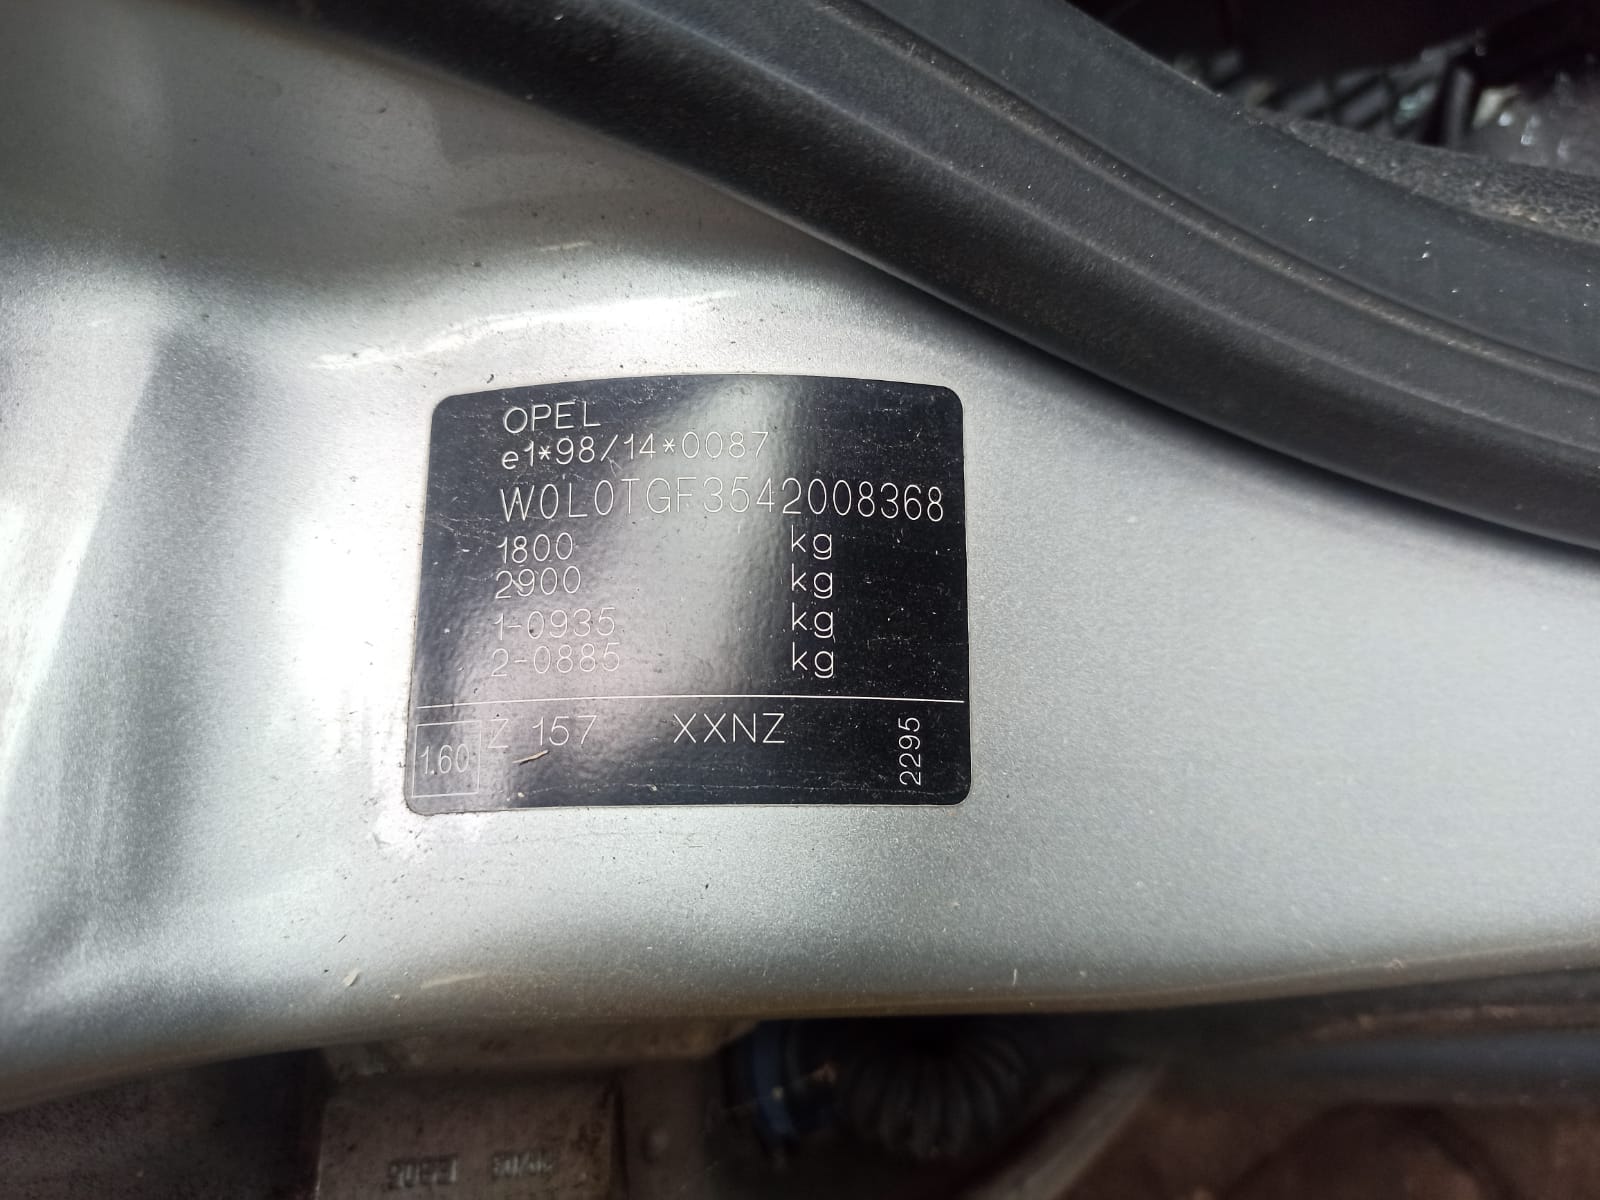 OPEL
e1*98/14*0087
W0L0TGF3542008368
1800 kg
2900 kg
1-0935 kg
2-0885 kg
1.60 Z 157 XXNZ 2295